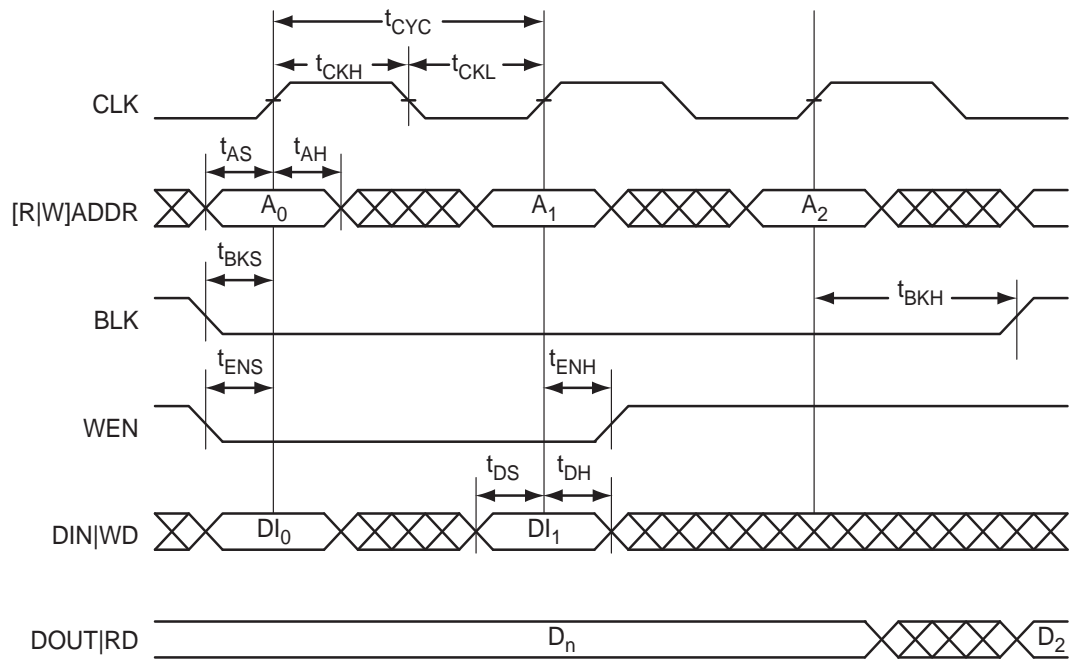 tCYC
tCKH tCKL
CLK
tAS tAH
[R|W]ADDR A0 A1 A2
tBKS tBKH
BLK
tENS tENH
WEN
tDS tDH
DIN|WD DI0 DI1
DOUT|RD Dn D2